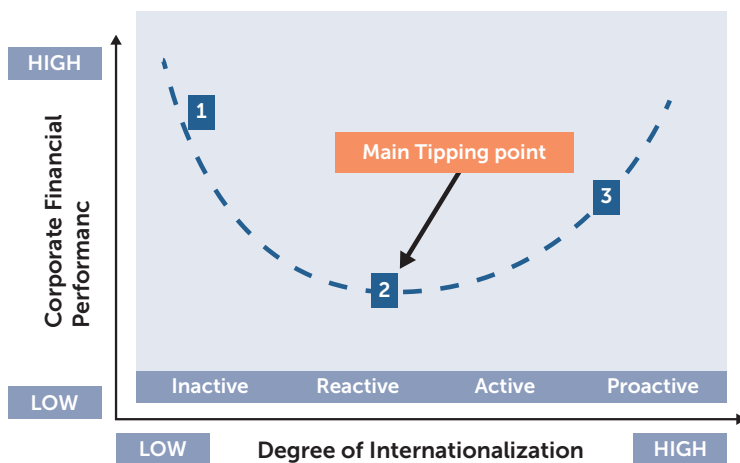 HIGH
1
Main Tipping point
3
Corporate Financial
Performanc
2
Inactive Reactive Active Proactive
LOW
LOW Degree of Internationalization HIGH